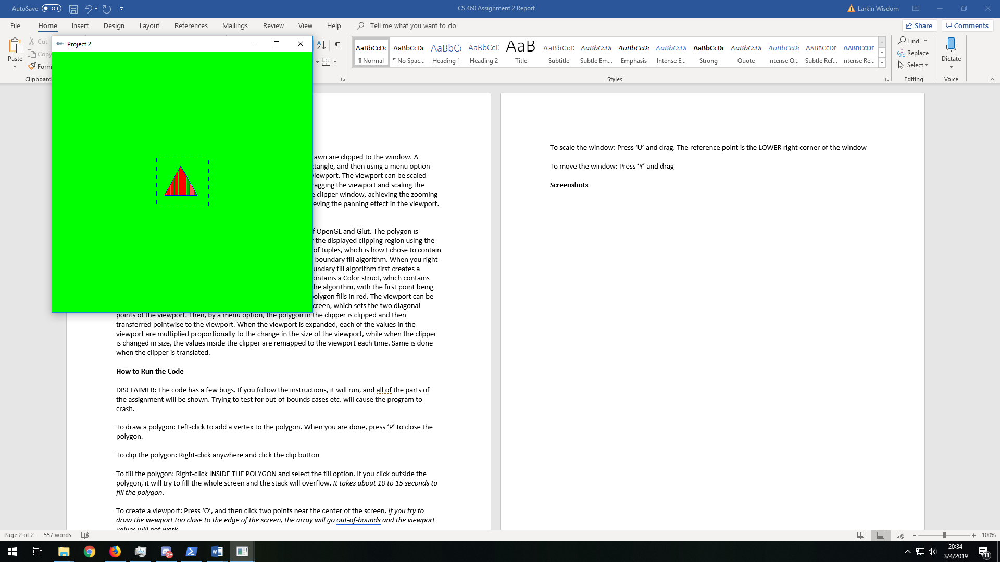 AutoSave Off CS 460 Assignment 2 Report Larkin Wisdom
File Home Insert Design Layout References Mailings Review View Help Tell me what you want to do Share Comments
Paste
Cut
Copy
Form
Clipboard
Project 2
AaBbCcDc AaBbCcDc AaBbCc AaBbCcD AaB AaBbCcD AaBbCcDc AaBbCcDc AaBbCcDc AaBbCcDc AaBbCcDc AaBbCcDc AABBCCDE AABBCCDE
¶ Normal ¶ No Spac... Heading 1 Heading 2 Title Subtitle Subtle Em... Emphasis Intense E... Strong Quote Intense Q... Subtle Ref... Intense Re...
Styles
Find
Replace
Select
Editing
Dictate
Voice
rawn are clipped to the window. A
ctangle, and then using a menu option
viewport. The viewport can be scaled
ragging the viewport and scaling the
e clipper window, achieving the zooming
eving the panning effect in the viewport.
f OpenGL and Glut. The polygon is
the displayed clipping region using the
of tuples, which is how I chose to contain
boundary fill algorithm. When you right-
undary fill algorithm first creates a
ontains a Color struct, which contains
he algorithm, with the first point being
olygon fills in red. The viewport can be
creen, which sets the two diagonal
points of the viewport. Then, by a menu option, the polygon in the clipper is clipped and then
transferred pointwise to the viewport. When the viewport is expanded, each of the values in the
viewport are multiplied proportionally to the change in the size of the viewport, while when the clipper
is changed in size, the values inside the clipper are remapped to the viewport each time. Same is done
when the clipper is translated.
How to Run the Code
DISCLAIMER: The code has a few bugs. If you follow the instructions, it will run, and all of the parts of
the assignment will be shown. Trying to test for out-of-bounds cases etc. will cause the program to
crash.
To draw a polygon: Left-click to add a vertex to the polygon. When you are done, press ‘P’ to close the
polygon.
To clip the polygon: Right-click anywhere and click the clip button
To fill the polygon: Right-click INSIDE THE POLYGON and select the fill option. If you click outside the
polygon, it will try to fill the whole screen and the stack will overflow. It takes about 10 to 15 seconds to
fill the polygon.
To create a viewport: Press ‘O’, and then click two points near the center of the screen. If you try to
draw the viewport too close to the edge of the screen, the array will go out-of-bounds and the viewport
values will not work.
To scale the window: Press ‘U’ and drag. The reference point is the LOWER right corner of the window
To move the window: Press ‘Y’ and drag
Screenshots
Page 2 of 2 557 words 100%
9+
20:34
3/4/2019
11